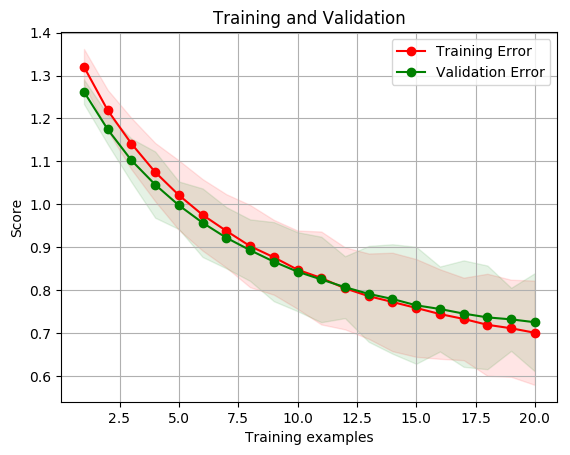 Training and Validation
Training Error
Validation Error
Score
1.4
1.3
1.2
1.1
1.0
0.9
0.8
0.7
0.6
2.5 5.0 7.5 10.0 12.5 15.0 17.5 20.0
Training examples